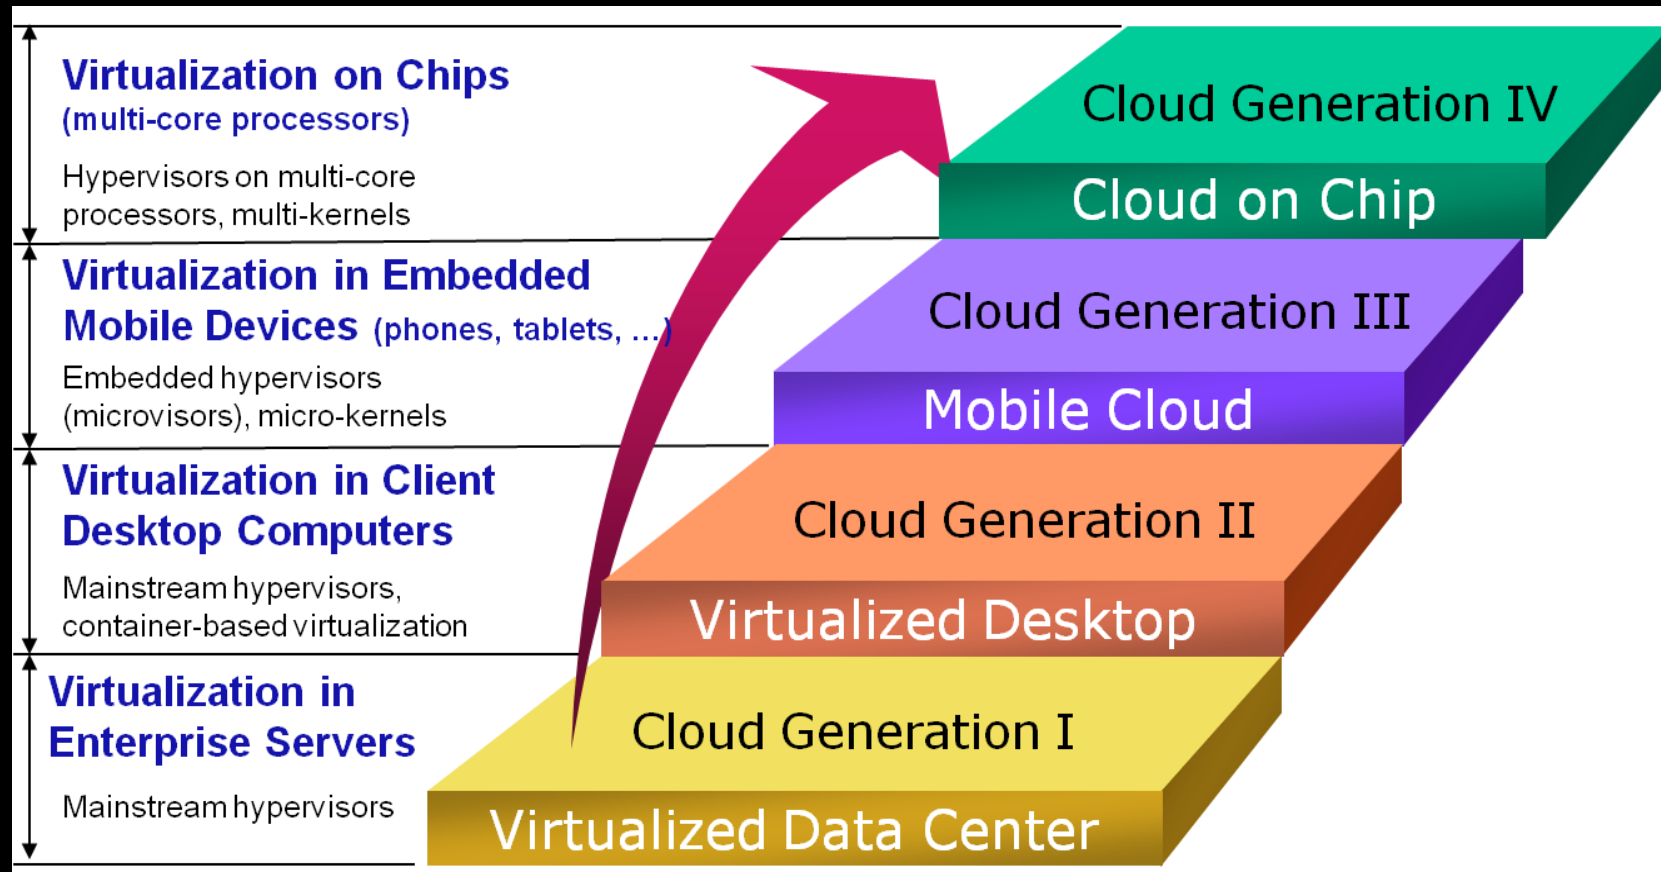 Virtualization on Chips
(multi-core processors)
Hypervisors on multi-core
processors, multi-kernels
Cloud Generation IV
Cloud on Chip
Virtualization in Embedded
Mobile Devices (phones, tablets, ...)
Embedded hypervisors
(microvisors), micro-kernels
Cloud Generation III
Mobile Cloud
Virtualization in Client
Desktop Computers
Mainstream hypervisors,
container-based virtualization
Cloud Generation II
Virtualized Desktop
Virtualization in
Enterprise Servers
Mainstream hypervisors
Cloud Generation I
Virtualized Data Center